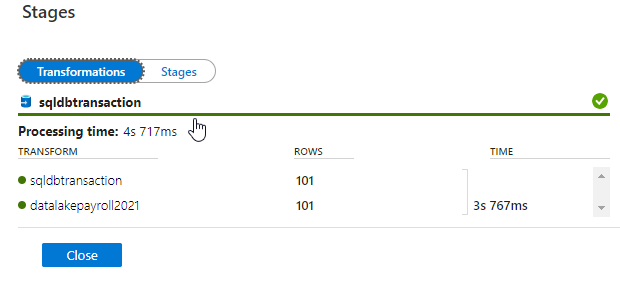 Stages
Transformations Stages
sqldbtransaction
Processing time: 4s 717ms
TRANSFORM ROWS TIME
sqldbtransaction 101
datalakepayroll2021 101 3s 767ms
Close